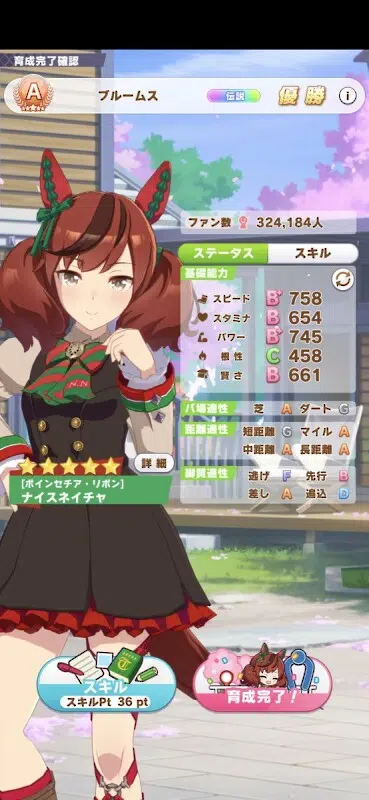 育成完了確認
A
ブルームス
伝説
優勝
i
ファン数 324,184人
ステータス スキル
基礎能力
スピード B+ 758
スタミナ B 654
パワー B+ 745
根性 C 458
賢さ B 661
バ場適性 芝 A ダート G
距離適性 短距離 G マイル A
中距離 A 長距離 A
脚質適性 逃げ F 先行 B
差し A 追込 D
詳細
[ポインセチア・リボン]
ナイスネイチャ
N.N
スキル
スキルPt 36 pt
育成完了！